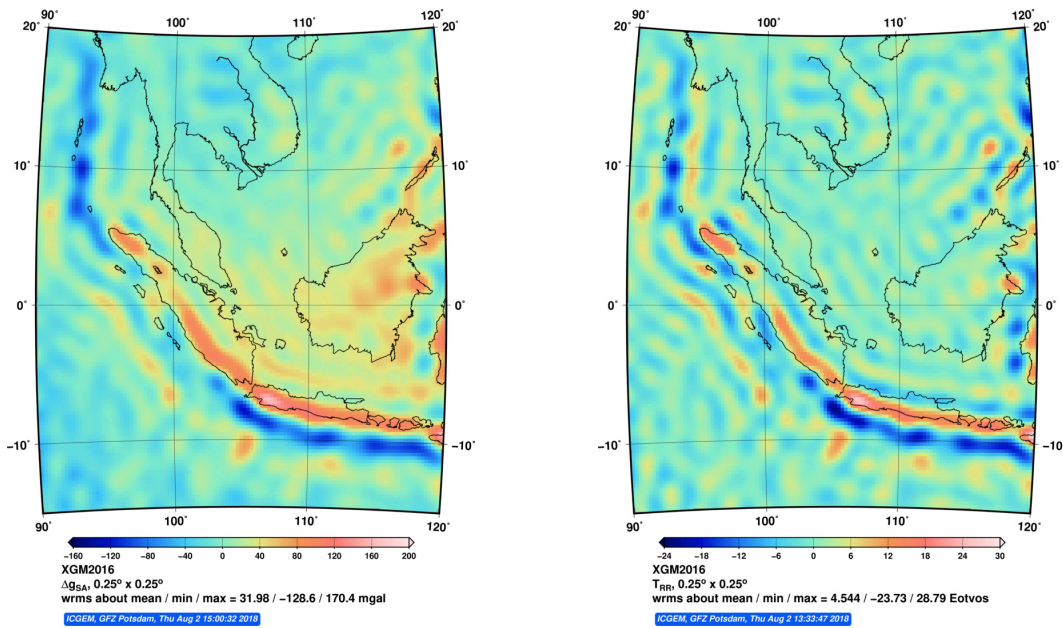 90° 100° 110° 120°
20° 20°
10° 10°
0° 0°
−10° −10°
90° 100° 110° 120°
−160 −120 −80 −40 0 40 80 120 160 200
XGM2016
ΔgSA, 0.25º x 0.25º
wrms about mean / min / max = 31.98 / −128.6 / 170.4 mgal
ICGEM, GFZ Potsdam, Thu Aug 2 15:00:32 2018
90° 100° 110° 120°
20° 20°
10° 10°
0° 0°
−10° −10°
90° 100° 110° 120°
−24 −18 −12 −6 0 6 12 18 24 30
XGM2016
TRR, 0.25º x 0.25º
wrms about mean / min / max = 4.544 / −23.73 / 28.79 Eotvos
ICGEM, GFZ Potsdam, Thu Aug 2 13:33:47 2018